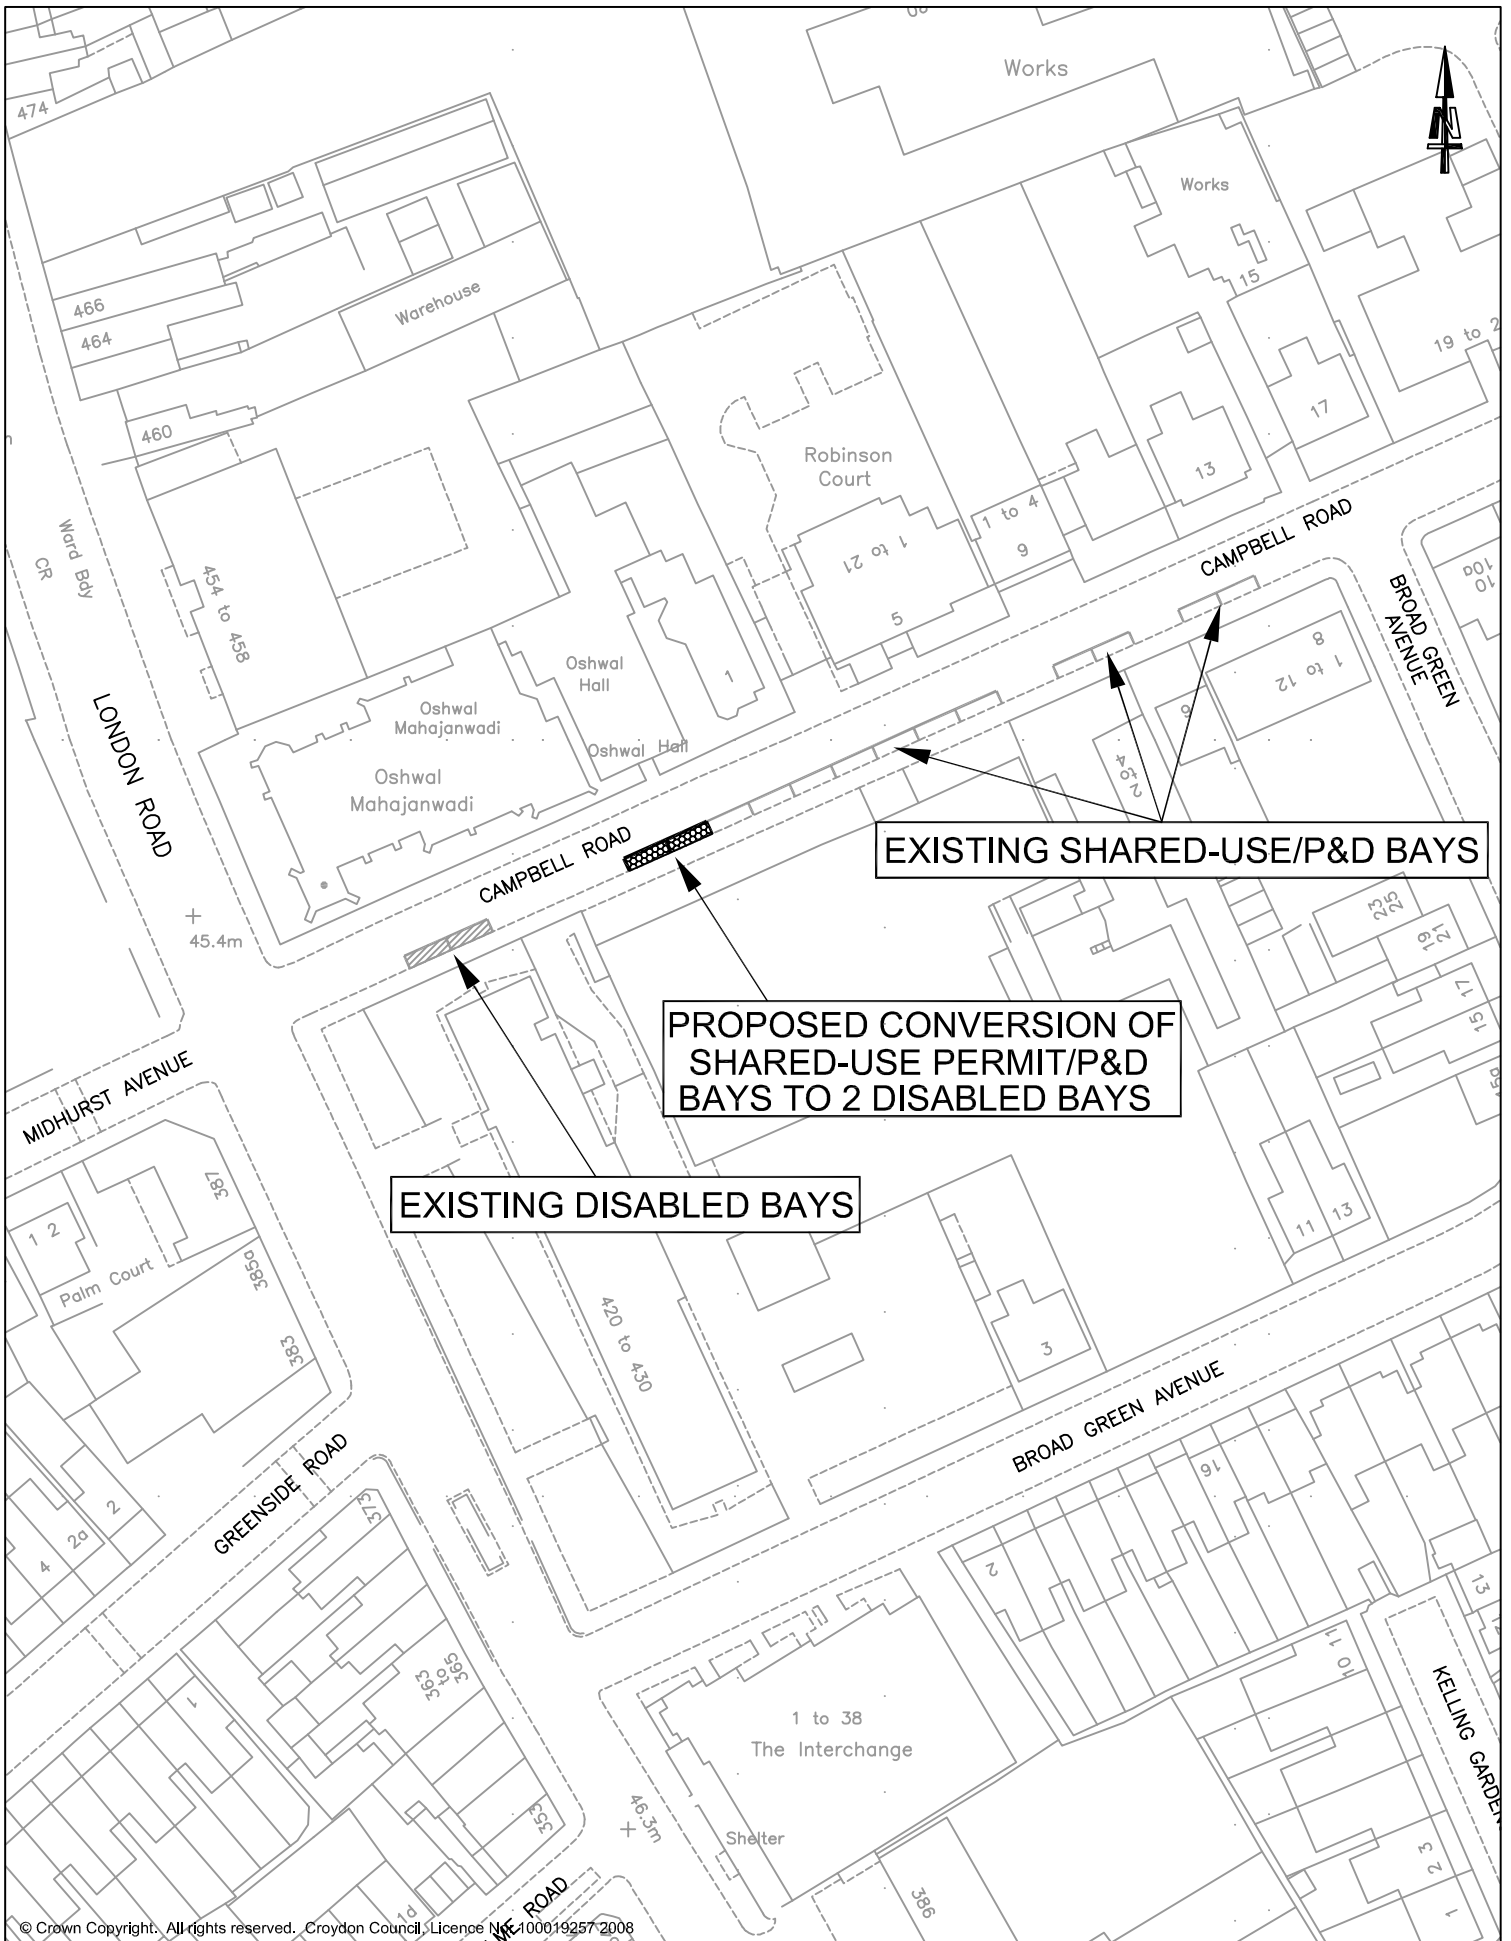 474
Works
N
Works
15
466
464
Warehouse
19 to 2
460
17
Robinson
Court
13
1 to 4
9
1 to 21
5
CAMPBELL ROAD
10a
10
BROAD GREEN
AVENUE
Ward Bdy
CR
454 to 458
Oshwal
Hall
1
Oshwal
Mahajanwadi
Oshwal Hall
Oshwal
Mahajanwadi
8
1 to 12
6
2 to 4
LONDON ROAD
CAMPBELL ROAD
EXISTING SHARED-USE/P&D BAYS
45.4m
23
25
19
21
17
15
15a
PROPOSED CONVERSION OF
SHARED-USE PERMIT/P&D
BAYS TO 2 DISABLED BAYS
MIDHURST AVENUE
387
EXISTING DISABLED BAYS
1 2
Palm Court
385a
383
11
13
420 to 430
3
BROAD GREEN AVENUE
GREENSIDE ROAD
373
2
2a
4
16
2
13
363
to
365
1
11
10
KELLING GARDEN
1 to 38
The Interchange
353
46.3m
Shelter
386
2 3
1
1d
ROAD
© Crown Copyright. All rights reserved. Croydon Council, Licence No. 100019257 2008